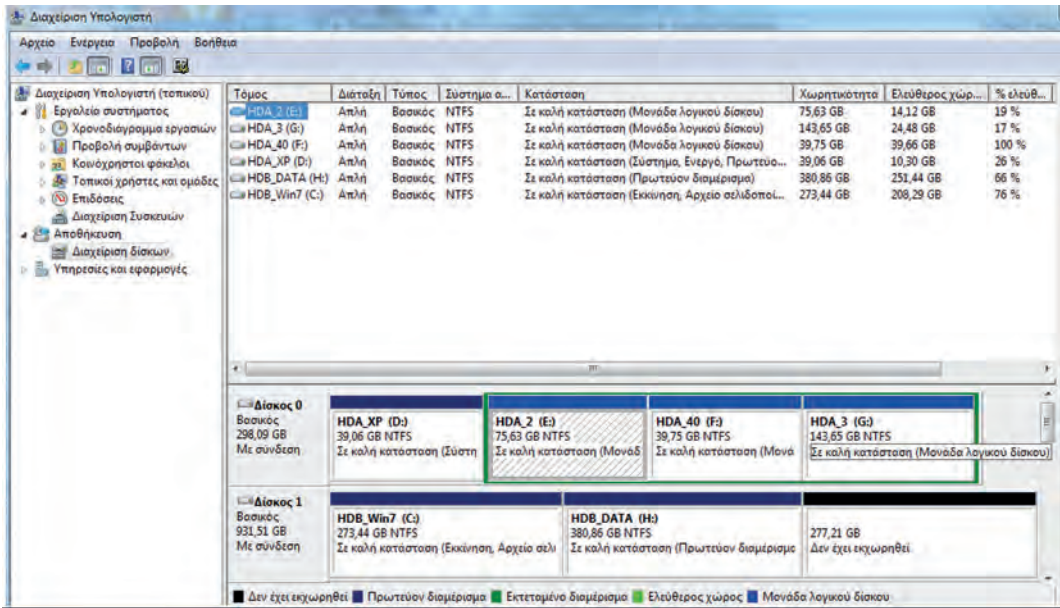 Διαχείριση Υπολογιστή
Αρχείο Ενέργεια Προβολή Βοήθεια
Διαχείριση Υπολογιστή (τοπικού)
Εργαλεία συστήματος
Χρονοδιάγραμμα εργασιών
Προβολή συμβάντων
Κοινόχρηστοι φάκελοι
Τοπικοί χρήστες και ομάδες
Επιδόσεις
Διαχείριση Συσκευών
Αποθήκευση
Διαχείριση δίσκων
Υπηρεσίες και εφαρμογές
Τόμος Διάταξη Τύπος Σύστημα α... Κατάσταση Χωρητικότητα Ελεύθερος χώρ... % ελεύθ...
HDA_2 (E:) Απλή Βασικός NTFS Σε καλή κατάσταση (Μονάδα λογικού δίσκου) 75,63 GB 14,12 GB 19 %
HDA_3 (G:) Απλή Βασικός NTFS Σε καλή κατάσταση (Μονάδα λογικού δίσκου) 143,65 GB 24,48 GB 17 %
HDA_40 (F:) Απλή Βασικός NTFS Σε καλή κατάσταση (Μονάδα λογικού δίσκου) 39,75 GB 39,66 GB 100 %
HDA_XP (D:) Απλή Βασικός NTFS Σε καλή κατάσταση (Σύστημα, Ενεργό, Πρωτεύο... 39,06 GB 10,30 GB 26 %
HDB_DATA (H:) Απλή Βασικός NTFS Σε καλή κατάσταση (Πρωτεύον διαμέρισμα) 380,86 GB 251,44 GB 66 %
HDB_Win7 (C:) Απλή Βασικός NTFS Σε καλή κατάσταση (Εκκίνηση, Αρχείο σελιδοποί... 273,44 GB 208,29 GB 76 %
Δίσκος 0
Βασικός
298,09 GB
Με σύνδεση
HDA_XP (D:)
39,06 GB NTFS
Σε καλή κατάσταση (Σύστη
HDA_2 (E:)
75,63 GB NTFS
Σε καλή κατάσταση (Μονάδ
HDA_40 (F:)
39,75 GB NTFS
Σε καλή κατάσταση (Μονά
HDA_3 (G:)
143,65 GB NTFS
Σε καλή κατάσταση (Μονάδα λογικού δίσκου)
Δίσκος 1
Βασικός
931,51 GB
Με σύνδεση
HDB_Win7 (C:)
273,44 GB NTFS
Σε καλή κατάσταση (Εκκίνηση, Αρχείο σελι
HDB_DATA (H:)
380,86 GB NTFS
Σε καλή κατάσταση (Πρωτεύον διαμέρισμα
277,21 GB
Δεν έχει εκχωρηθεί
Δεν έχει εκχωρηθεί Πρωτεύον διαμέρισμα Εκτεταμένο διαμέρισμα Ελεύθερος χώρος Μονάδα λογικού δίσκου